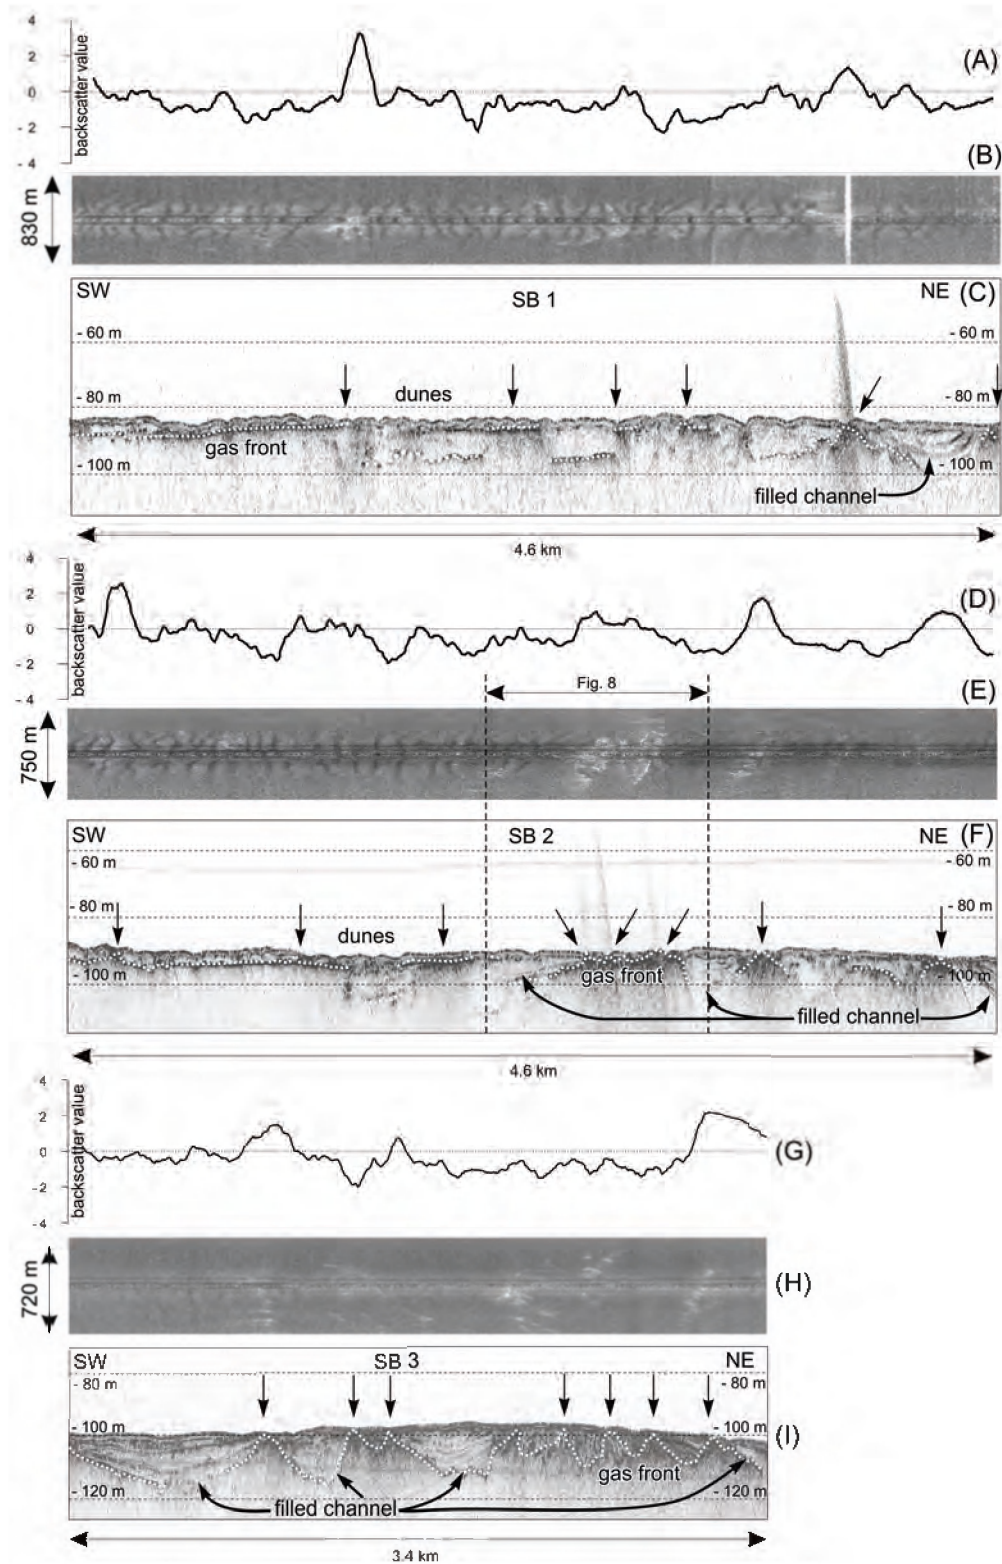 4
2
0
- 2
- 4
backscatter value
(A)
(B)
830 m
SW
SB 1
NE (C)
- 60 m
- 60 m
- 80 m
dunes
- 80 m
gas front
- 100 m
- 100 m
filled channel
4.6 km
4
2
0
- 2
- 4
backscatter value
(D)
Fig. 8
(E)
750 m
SW
SB 2
NE (F)
- 60 m
- 60 m
- 80 m
dunes
- 80 m
- 100 m
gas front
- 100 m
filled channel
4.6 km
4
2
0
- 2
- 4
backscatter value
(G)
720 m
(H)
SW
SB 3
NE
- 80 m
- 80 m
- 100 m
- 100 m
(I)
gas front
- 120 m
filled channel
- 120 m
3.4 km